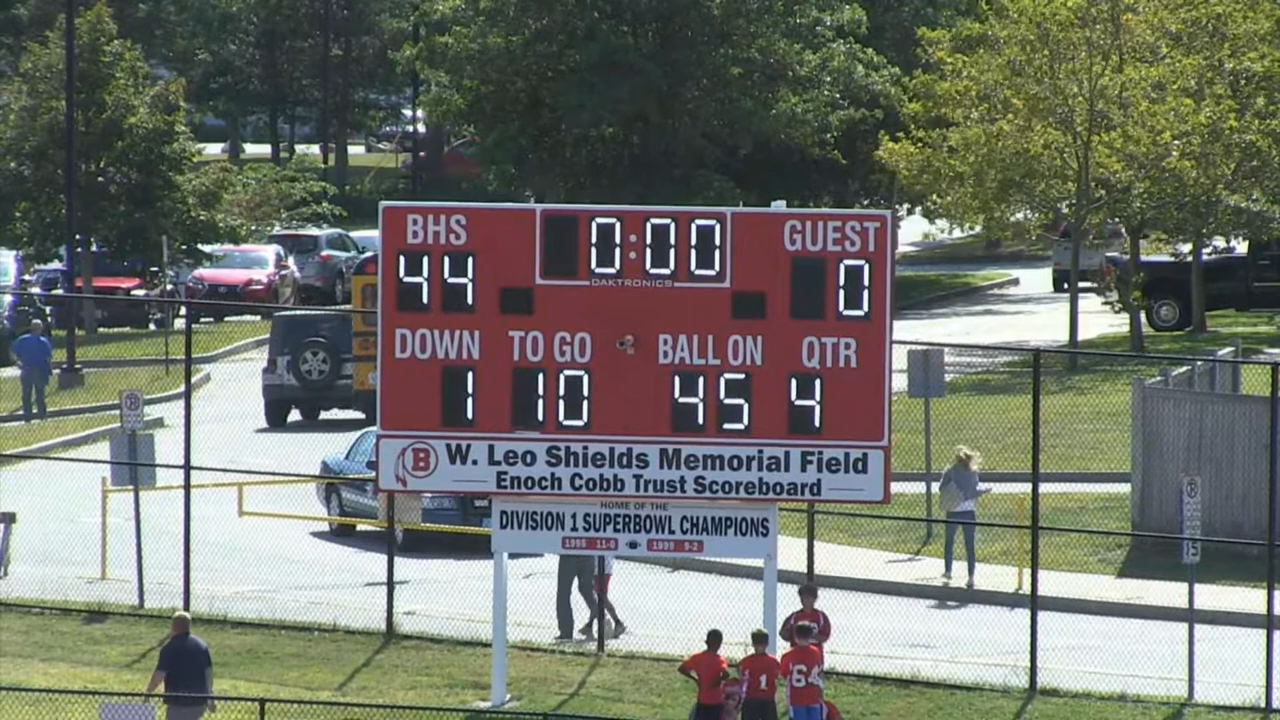 BHS 0:00 GUEST
44 DAKTRONICS 0
DOWN TO GO BALL ON QTR
1 10 45 4
B W. Leo Shields Memorial Field
Enoch Cobb Trust Scoreboard
HOME OF THE
DIVISION 1 SUPERBOWL CHAMPIONS
1995 11-0 1999 9-2
1
64
15